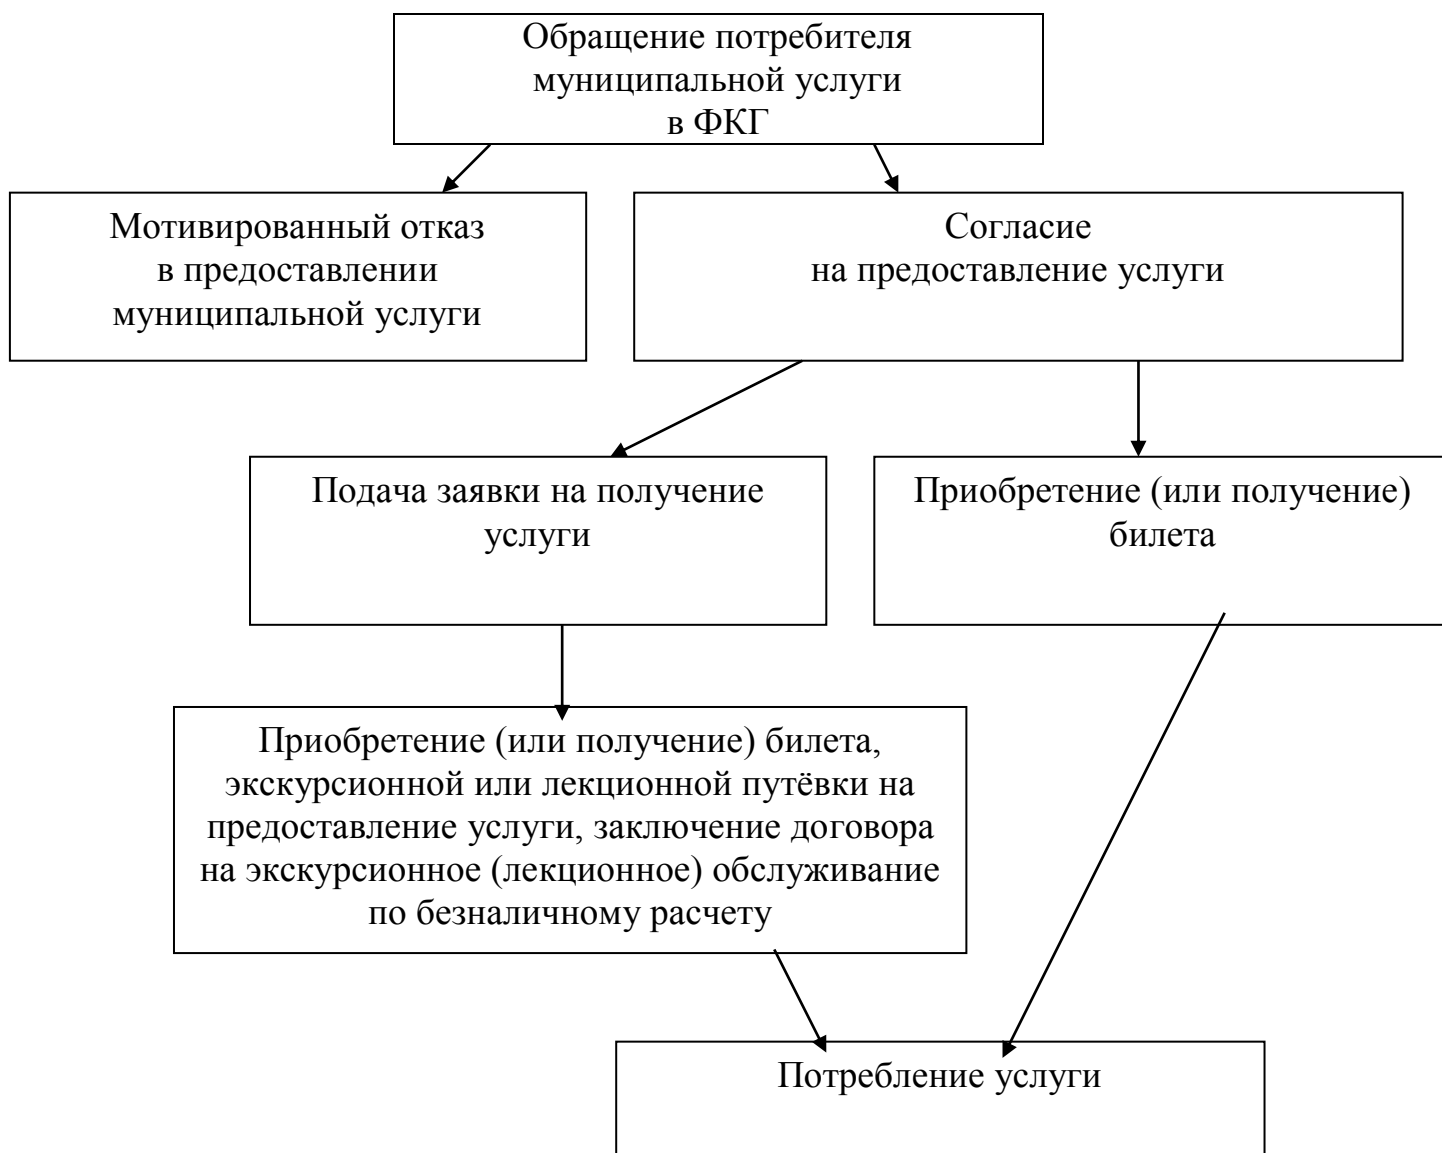 Обращение потребителя
муниципальной услуги
в ФКГ
Мотивированный отказ
в предоставлении
муниципальной услуги
Согласие
на предоставление услуги
Подача заявки на получение
услуги
Приобретение (или получение)
билета
Приобретение (или получение) билета,
экскурсионной или лекционной путёвки на
предоставление услуги, заключение договора
на экскурсионное (лекционное) обслуживание
по безналичному расчету
Потребление услуги